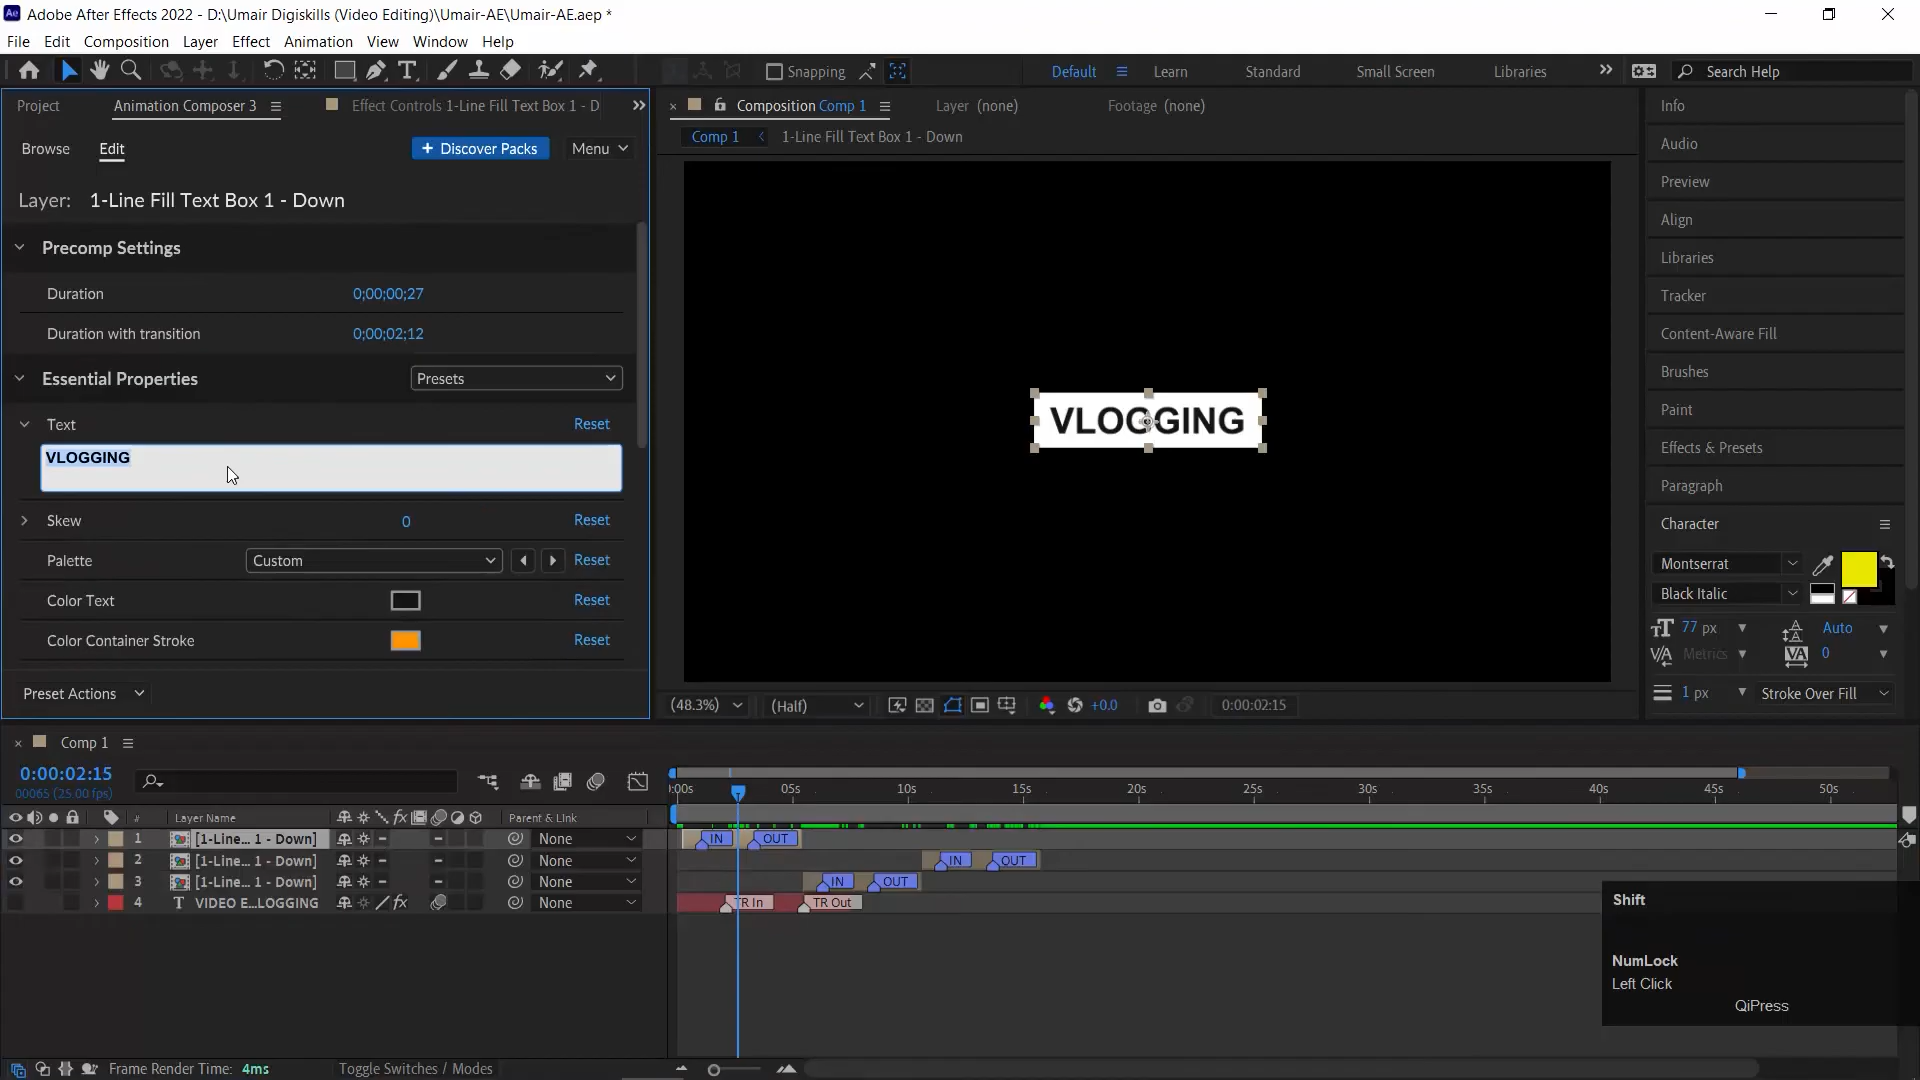 Adobe After Effects 2022 - D:\Umair Digiskills (Video Editing)\Umair-AE\Umair-AE.aep *
File Edit Composition Layer Effect Animation View Window Help
Snapping Default Learn Standard Small Screen Libraries Search Help
Project Animation Composer 3 Effect Controls 1-Line Fill Text Box 1 - D
Composition Comp 1 Layer (none) Footage (none)
Comp 1 1-Line Fill Text Box 1 - Down
Browse Edit + Discover Packs Menu
Layer: 1-Line Fill Text Box 1 - Down
Precomp Settings
Duration 0;00;00;27
Duration with transition 0;00;02;12
Essential Properties Presets
Text Reset
VLOGGING
Skew 0 Reset
Palette Custom Reset
Color Text Reset
Color Container Stroke Reset
Preset Actions
VLOGGING
(48.3%) (Half) +0.0 0:00:02:15
Info
Audio
Preview
Align
Libraries
Tracker
Content-Aware Fill
Brushes
Paint
Effects & Presets
Paragraph
Character
Montserrat
Black Italic
77 px Auto
Metrics 0
1 px Stroke Over Fill
Comp 1
0:00:02:15
00065 (25.00 fps)
# Layer Name Parent & Link
1 [1-Line... 1 - Down] None
2 [1-Line... 1 - Down] None
3 [1-Line... 1 - Down] None
4 T VIDEO E...LOGGING None
):00s 05s 10s 15s 20s 25s 30s 35s 40s 45s 50s
IN OUT
IN OUT
IN OUT
TR In TR Out
Shift
NumLock
Left Click
QiPress
Frame Render Time: 4ms Toggle Switches / Modes